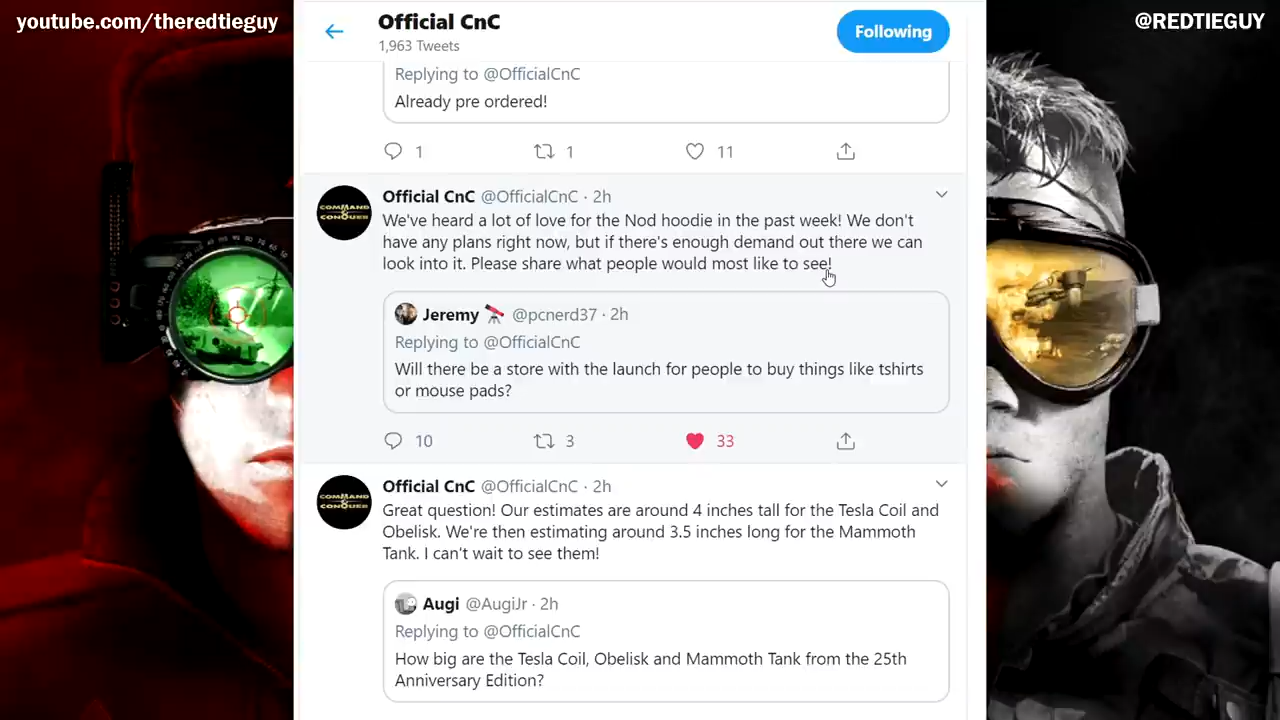 youtube.com/theredtieguy
@REDTIEGUY
Official CnC
1,963 Tweets
Following
Replying to @OfficialCnC
Already pre ordered!
1 1 11
Official CnC @OfficialCnC · 2h
We've heard a lot of love for the Nod hoodie in the past week! We don't
have any plans right now, but if there's enough demand out there we can
look into it. Please share what people would most like to see!
COMMAND & CONQUER
Jeremy @pcnerd37 · 2h
Replying to @OfficialCnC
Will there be a store with the launch for people to buy things like tshirts
or mouse pads?
10 3 33
Official CnC @OfficialCnC · 2h
Great question! Our estimates are around 4 inches tall for the Tesla Coil and
Obelisk. We're then estimating around 3.5 inches long for the Mammoth
Tank. I can't wait to see them!
COMMAND & CONQUER
Augi @AugiJr · 2h
Replying to @OfficialCnC
How big are the Tesla Coil, Obelisk and Mammoth Tank from the 25th
Anniversary Edition?